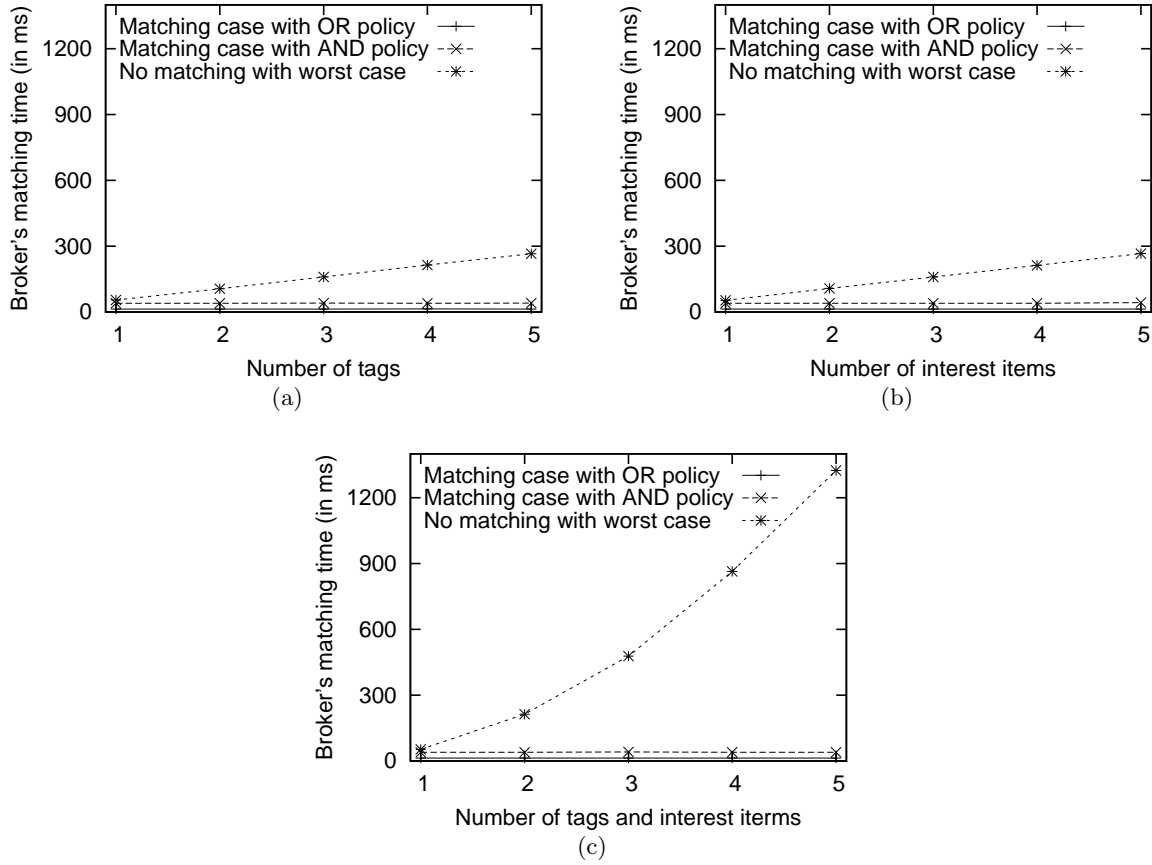 Broker's matching time (in ms)
1200
900
600
300
0
Matching case with OR policy
Matching case with AND policy
No matching with worst case
1 2 3 4 5
Number of tags
(a)
Broker's matching time (in ms)
1200
900
600
300
0
Matching case with OR policy
Matching case with AND policy
No matching with worst case
1 2 3 4 5
Number of interest items
(b)
Broker's matching time (in ms)
1200
900
600
300
0
Matching case with OR policy
Matching case with AND policy
No matching with worst case
1 2 3 4 5
Number of tags and interest iterms
(c)